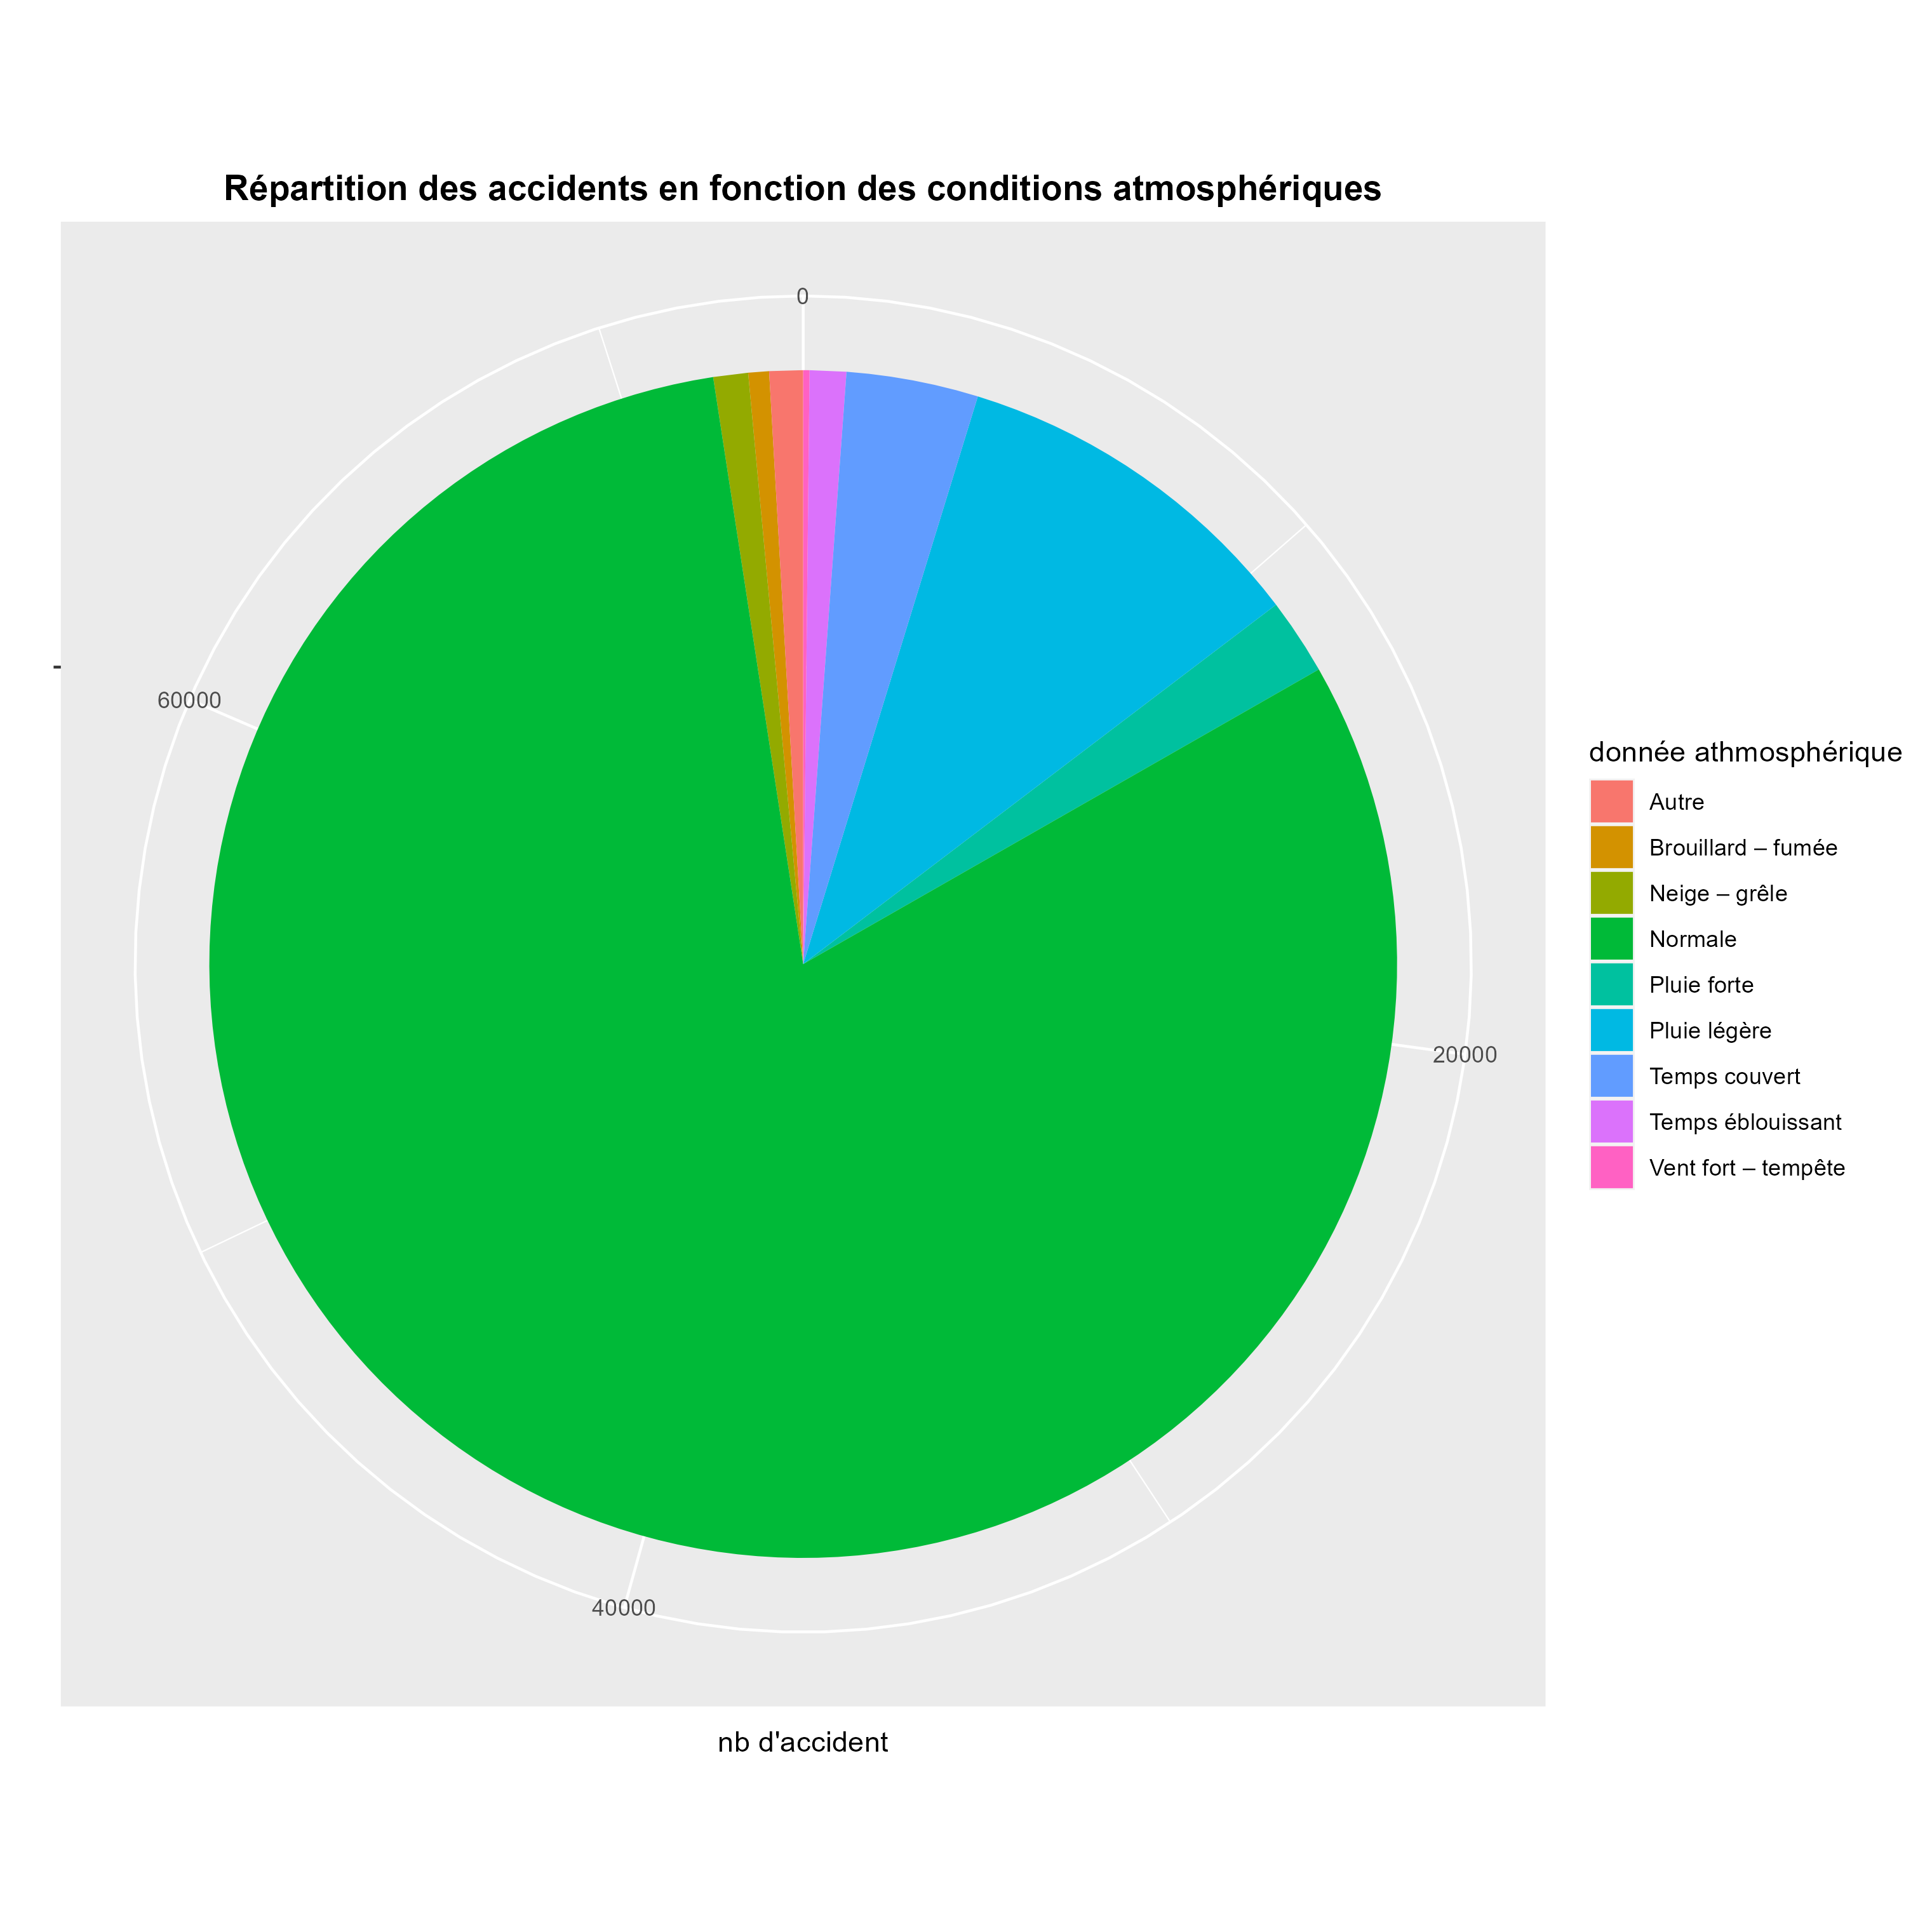 Répartition des accidents en fonction des conditions atmosphériques
0
60000
20000
40000
nb d'accident
donnée athmosphérique
Autre
Brouillard – fumée
Neige – grêle
Normale
Pluie forte
Pluie légère
Temps couvert
Temps éblouissant
Vent fort – tempête